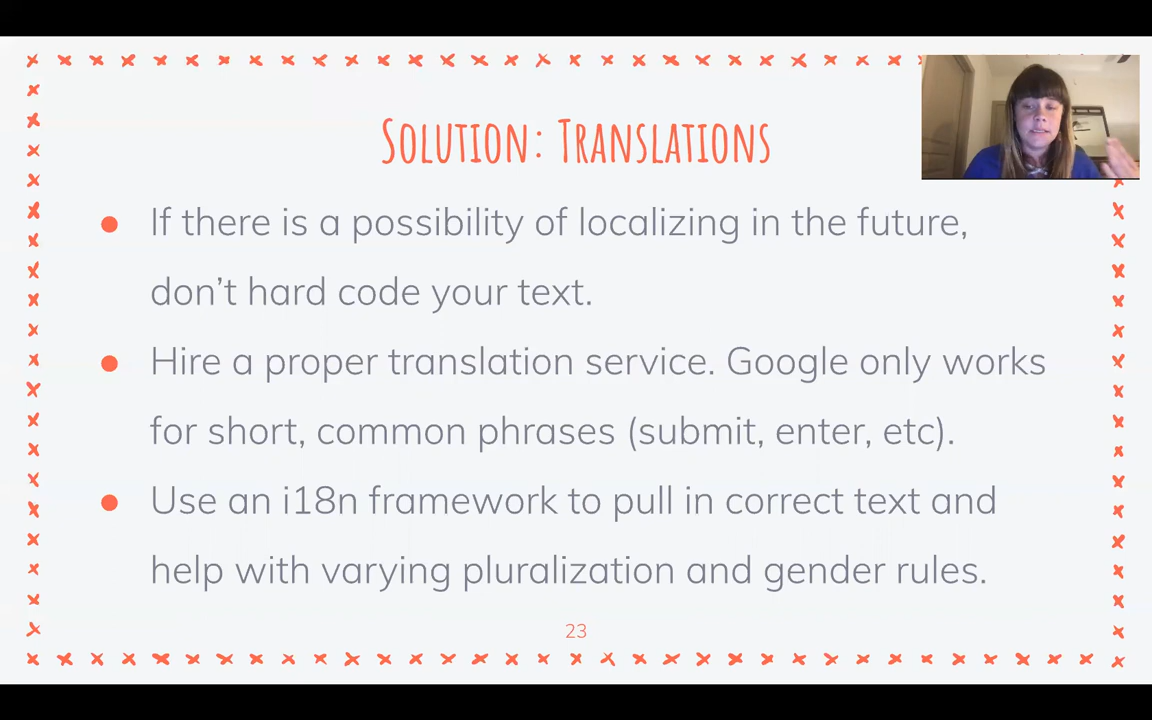 Solution: Translations
● If there is a possibility of localizing in the future,
don’t hard code your text.
● Hire a proper translation service. Google only works
for short, common phrases (submit, enter, etc).
● Use an i18n framework to pull in correct text and
help with varying pluralization and gender rules.
23